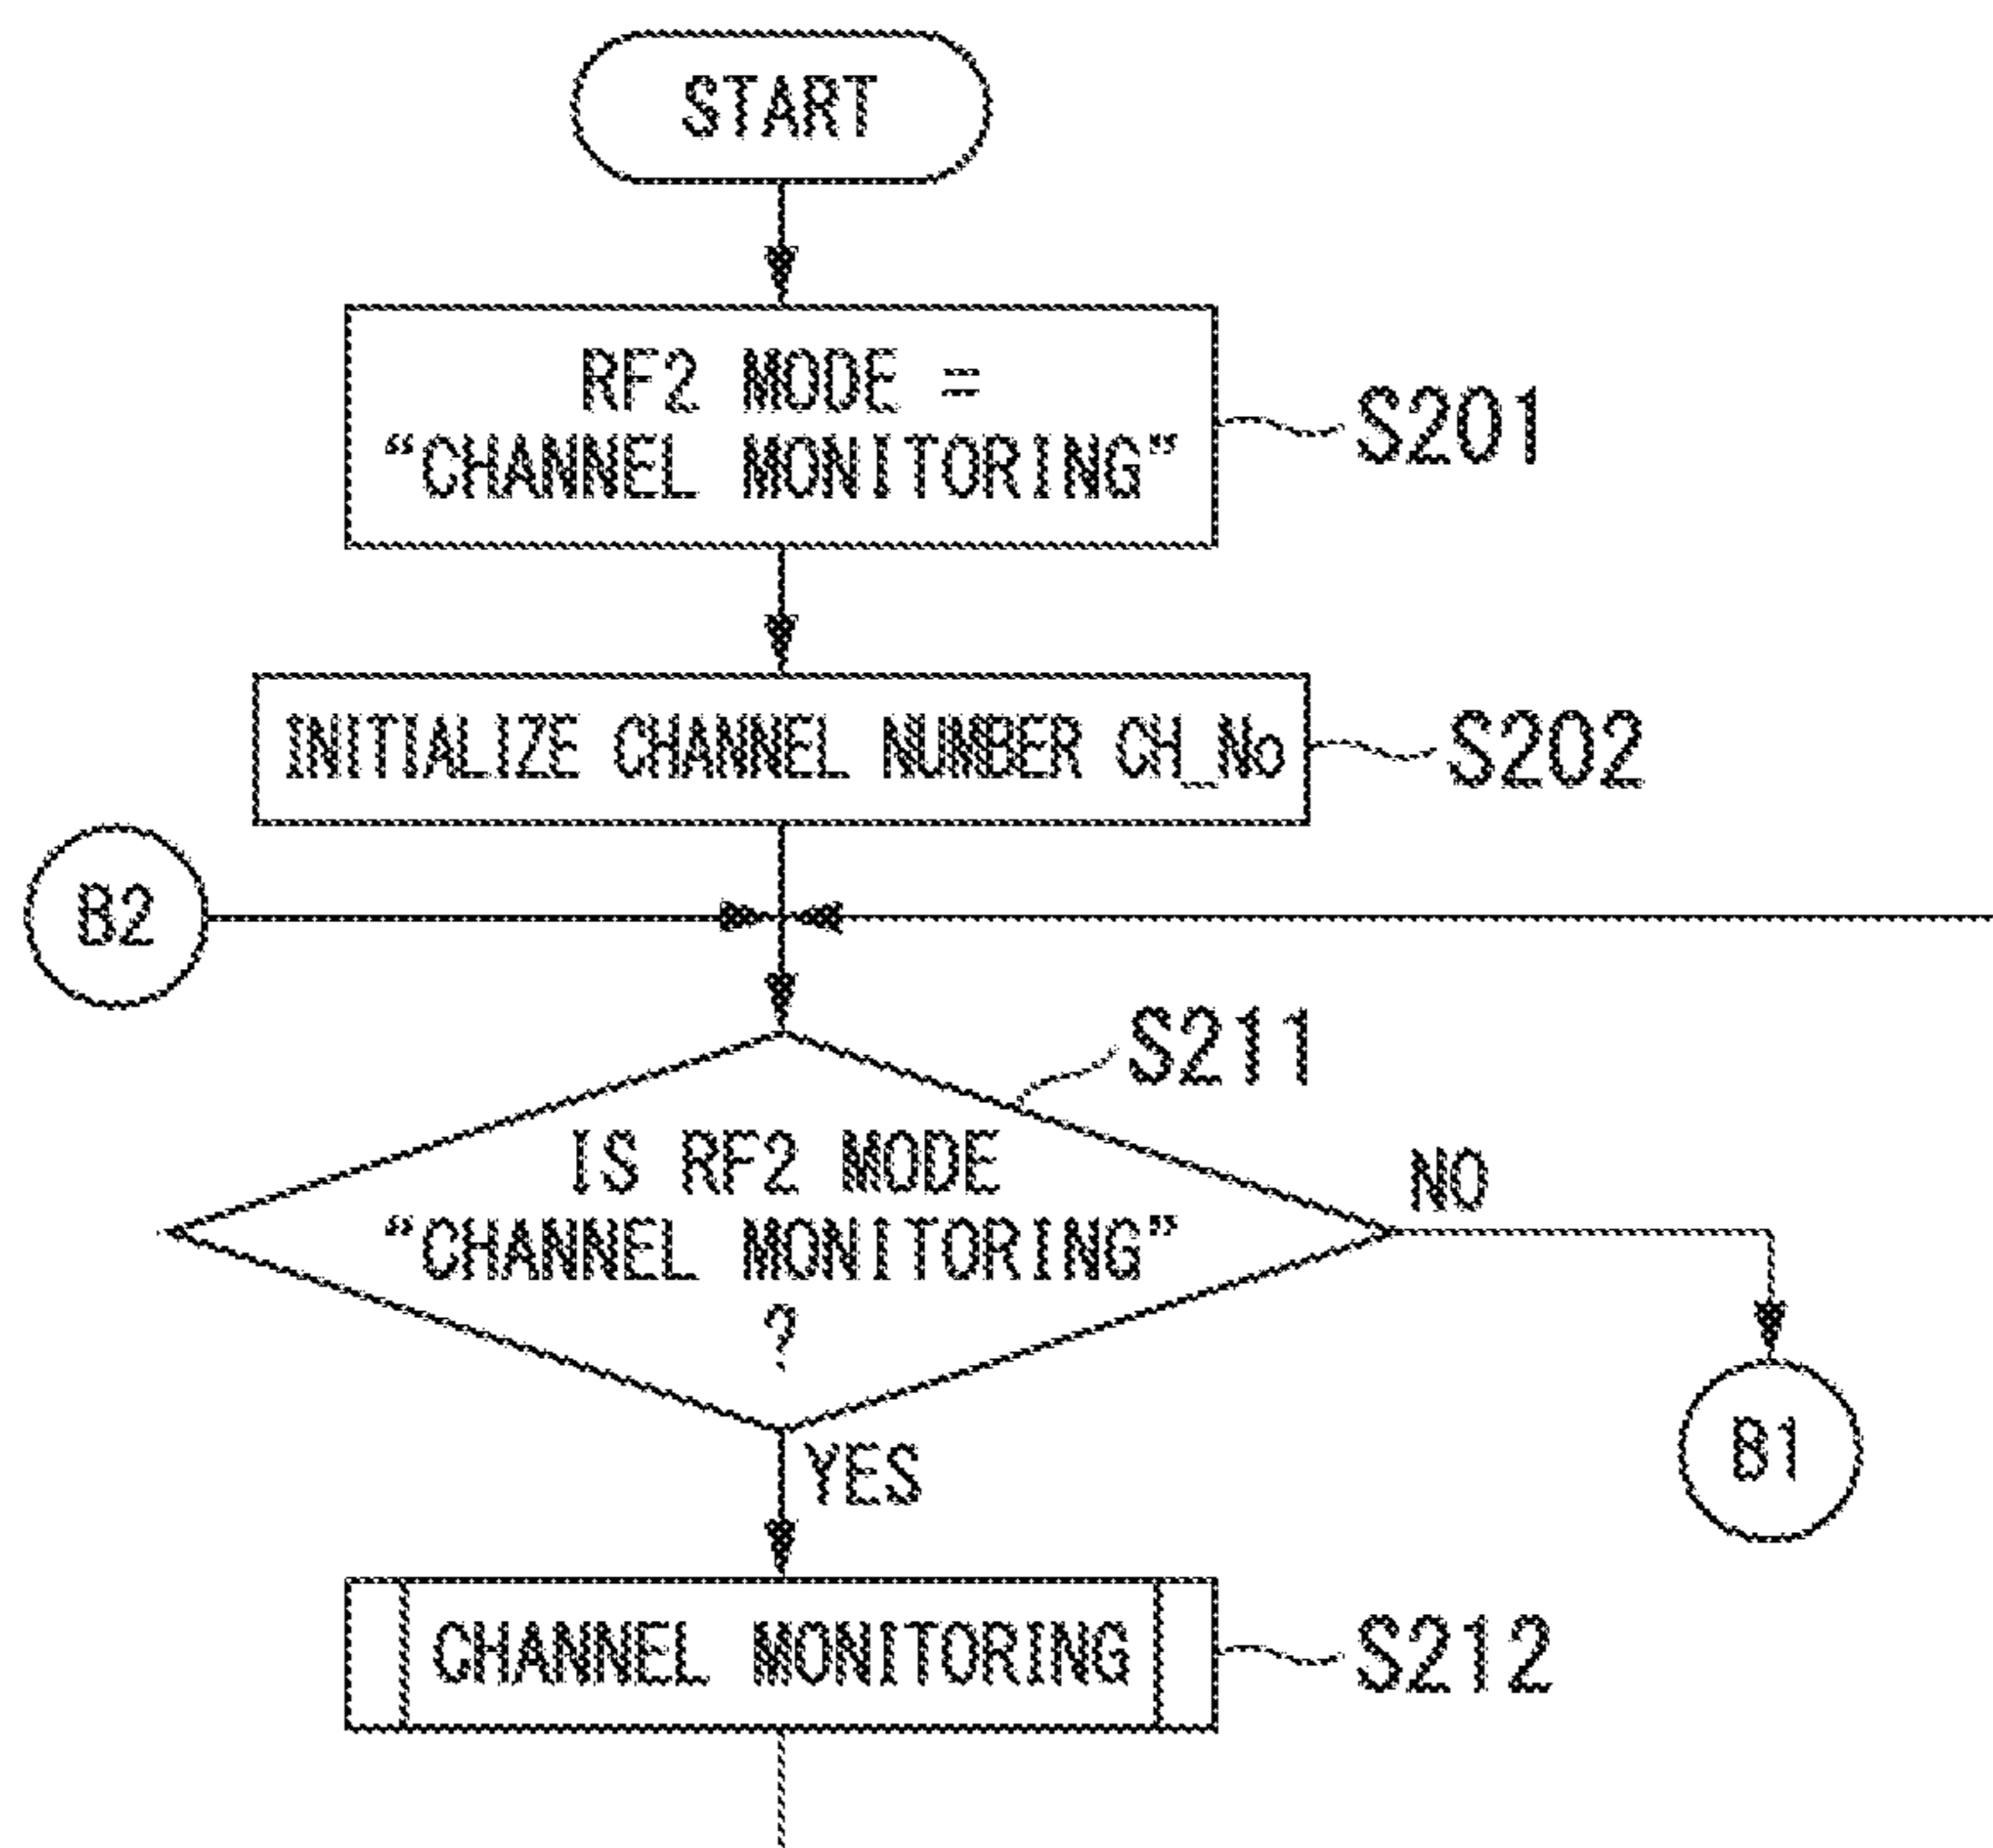 START
RF2 MODE =
“CHANNEL MONITORING”
S201
INITIALIZE CHANNEL NUMBER CH_No
S202
B2
S211
IS RF2 MODE
“CHANNEL MONITORING”
?
NO
YES
B1
CHANNEL MONITORING
S212